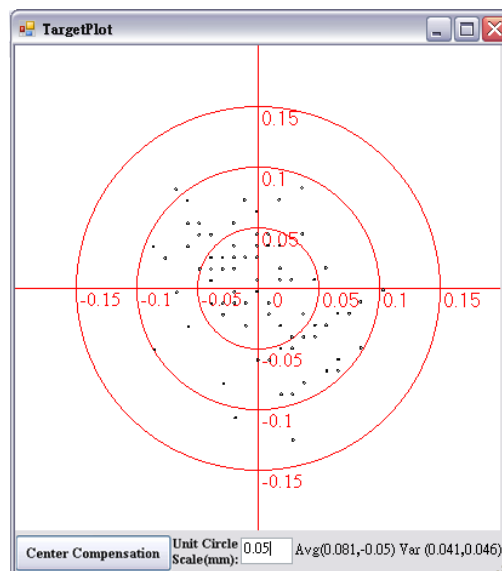 TargetPlot
0.15
0.1
0.05
-0.15 -0.1 -0.05 0 0.05 0.1 0.15
-0.05
-0.1
-0.15
Center Compensation Unit Circle Scale(mm): 0.05 Avg(0.081,-0.05) Var (0.041,0.046)